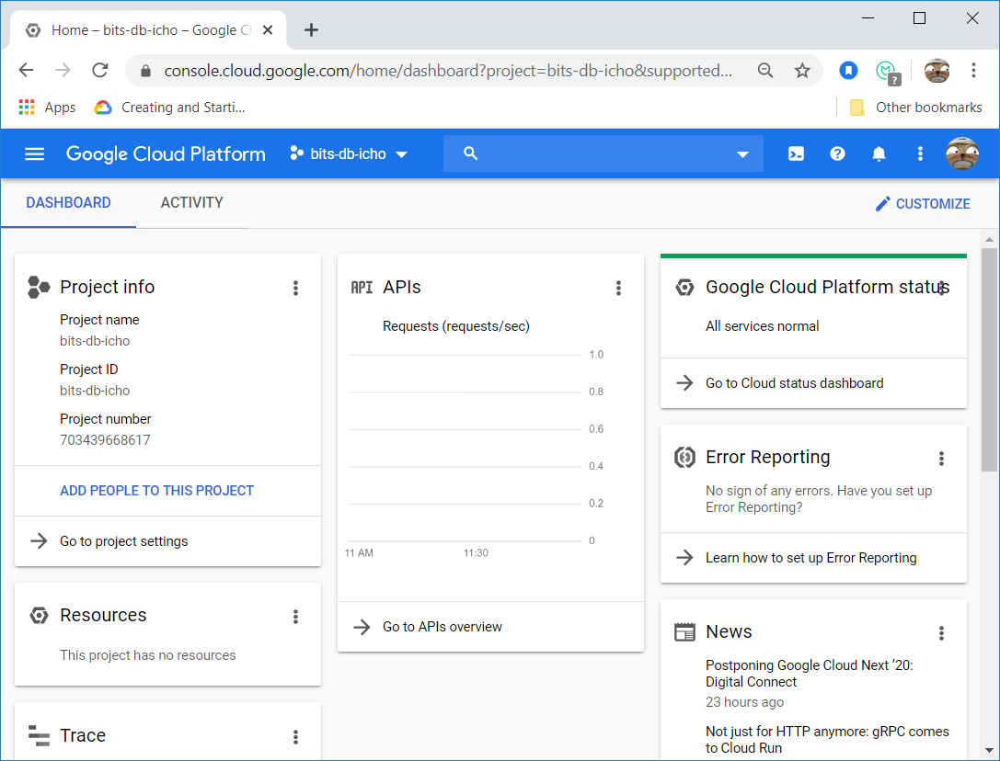 Home – bits-db-icho – Google Cl
console.cloud.google.com/home/dashboard?project=bits-db-icho&supported...
?
Apps
Creating and Starti...
Other bookmarks
Google Cloud Platform
bits-db-icho
?
DASHBOARD
ACTIVITY
CUSTOMIZE
Project info
Project name
bits-db-icho
Project ID
bits-db-icho
Project number
703439668617
ADD PEOPLE TO THIS PROJECT
Go to project settings
Resources
This project has no resources
Trace
API APIs
Requests (requests/sec)
1.0
0.8
0.6
0.4
0.2
0
11 AM 11:30
Go to APIs overview
Google Cloud Platform status
All services normal
Go to Cloud status dashboard
Error Reporting
No sign of any errors. Have you set up
Error Reporting?
Learn how to set up Error Reporting
News
Postponing Google Cloud Next ’20:
Digital Connect
23 hours ago
Not just for HTTP anymore: gRPC comes
to Cloud Run